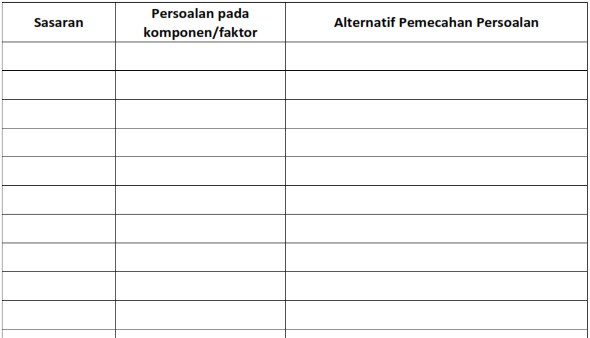 Sasaran
Persoalan pada
komponen/faktor
Alternatif Pemecahan Persoalan